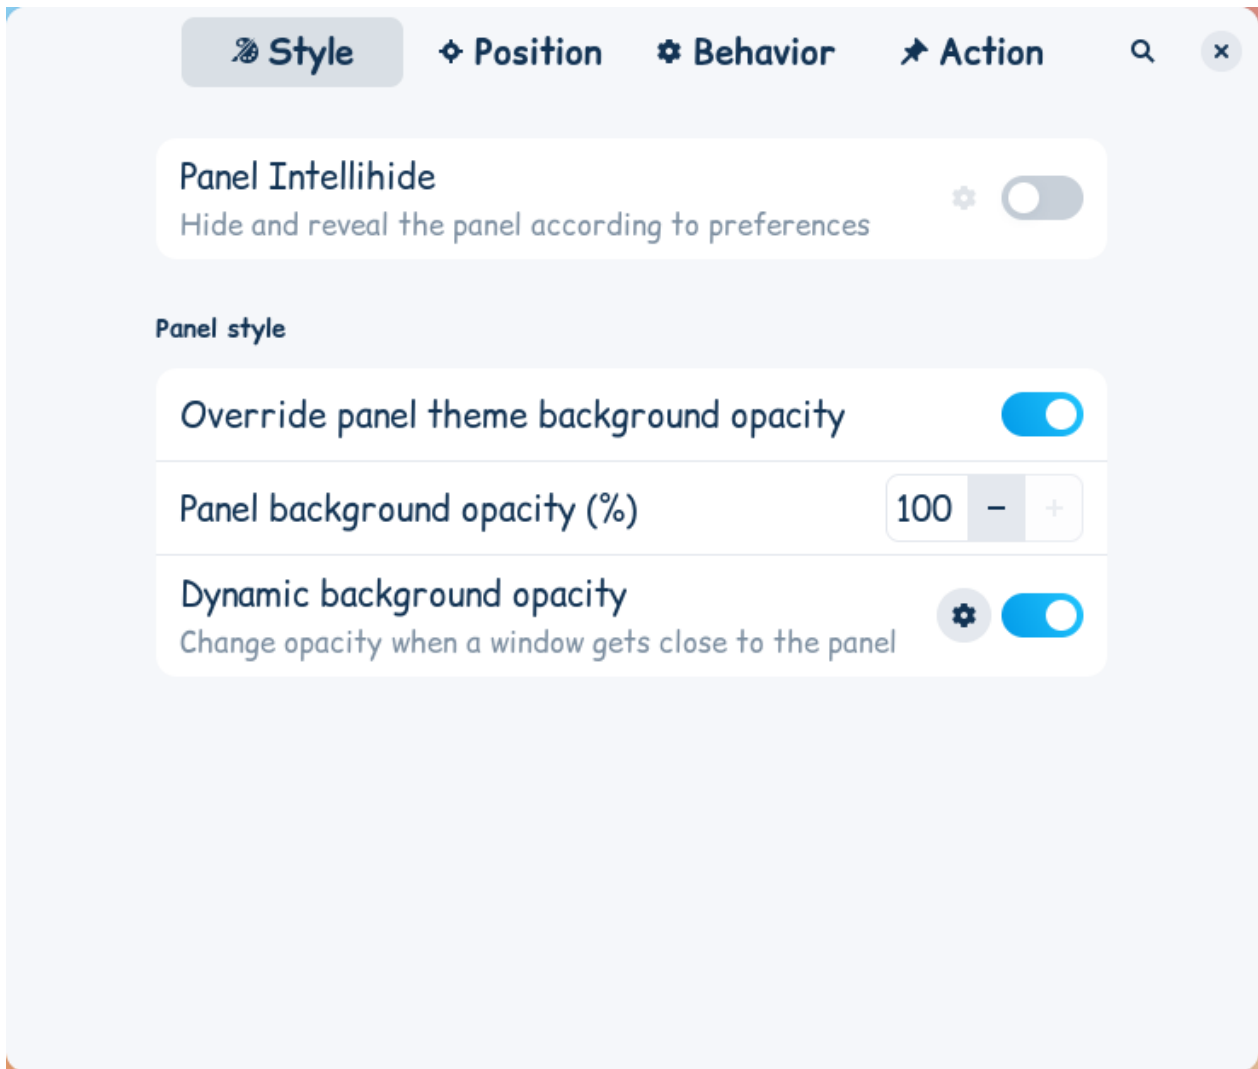 Style Position Behavior Action
Panel Intellihide
Hide and reveal the panel according to preferences
Panel style
Override panel theme background opacity
Panel background opacity (%) 100 − +
Dynamic background opacity
Change opacity when a window gets close to the panel